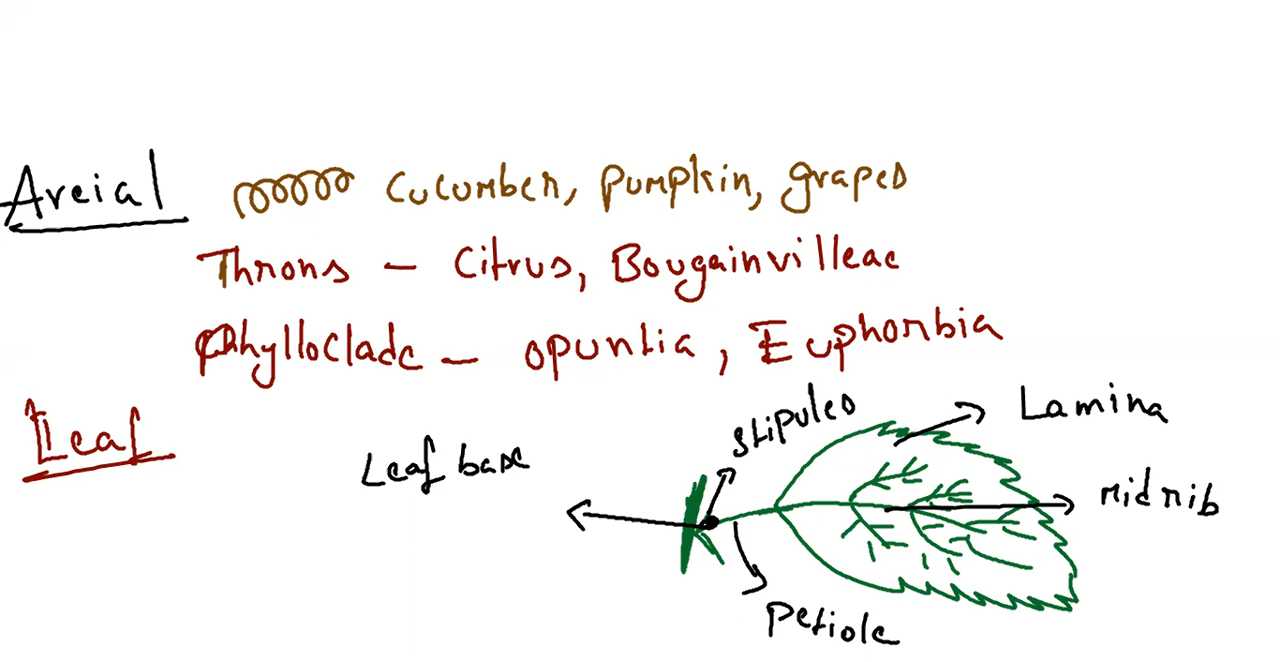 Areial cucumber, pumpkin, grapes
Throns - Citrus, Bougainvilleae
Phylloclade - opuntia, Euphorbia
Leaf
Leaf base
stipules
Lamina
midrib
Petiole